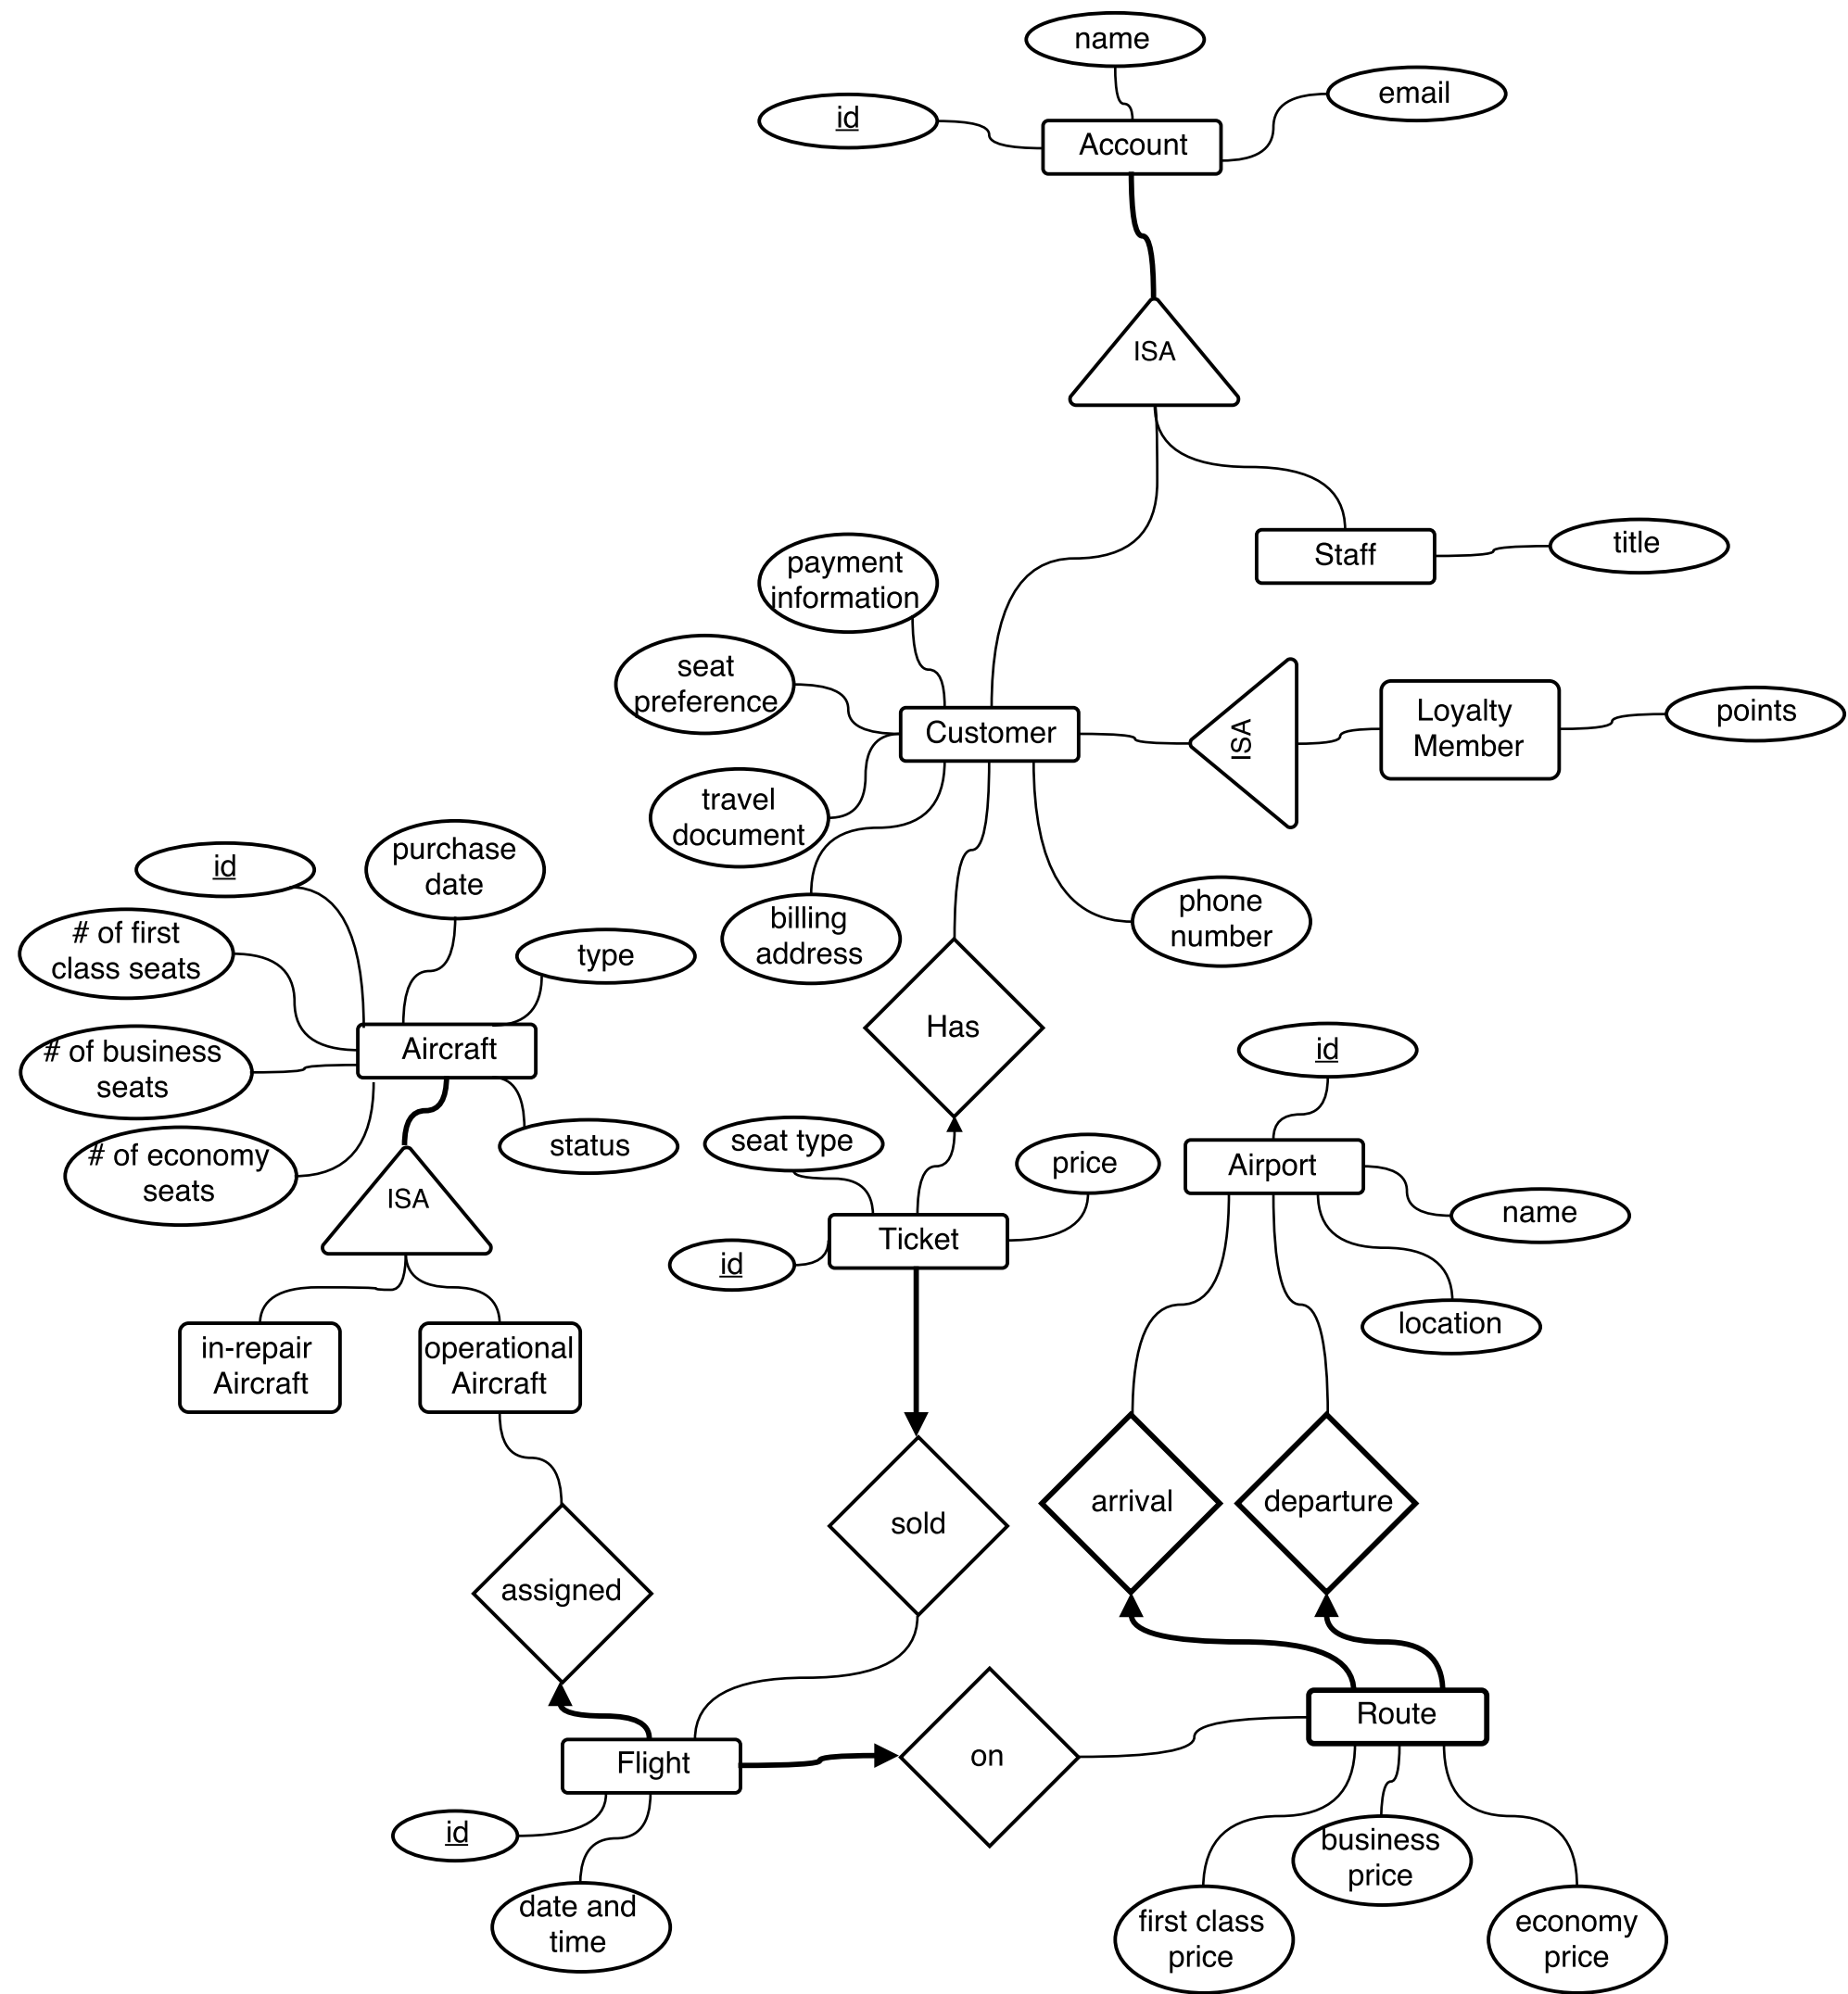 name
email
id
Account
ISA
Staff
title
payment
information
seat
preference
Customer
ISA
Loyalty
Member
points
travel
document
billing
address
phone
number
id
purchase
date
# of first
class seats
type
Aircraft
# of business
seats
status
# of economy
seats
ISA
in-repair
Aircraft
operational
Aircraft
Has
seat type
price
Ticket
id
id
Airport
name
location
arrival
departure
sold
assigned
Flight
on
Route
id
date and
time
business
price
first class
price
economy
price